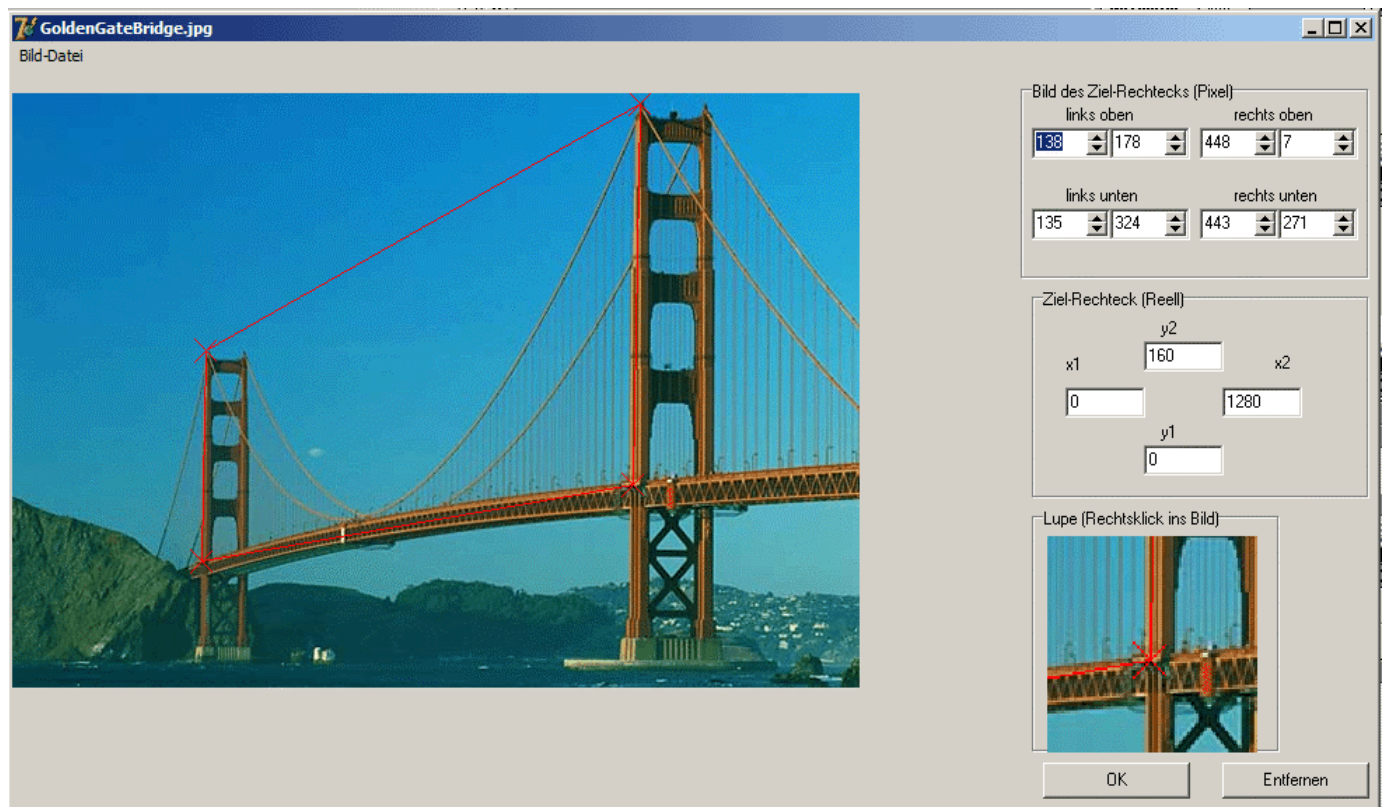 GoldenGateBridge.jpg
Bild-Datei
Bild des Ziel-Rechtecks (Pixel)
links oben rechts oben
138 178 448 7
links unten rechts unten
135 324 443 271
Ziel-Rechteck (Reell)
y2
160
x1 x2
0 1280
y1
0
Lupe (Rechtsklick ins Bild)
OK Entfernen